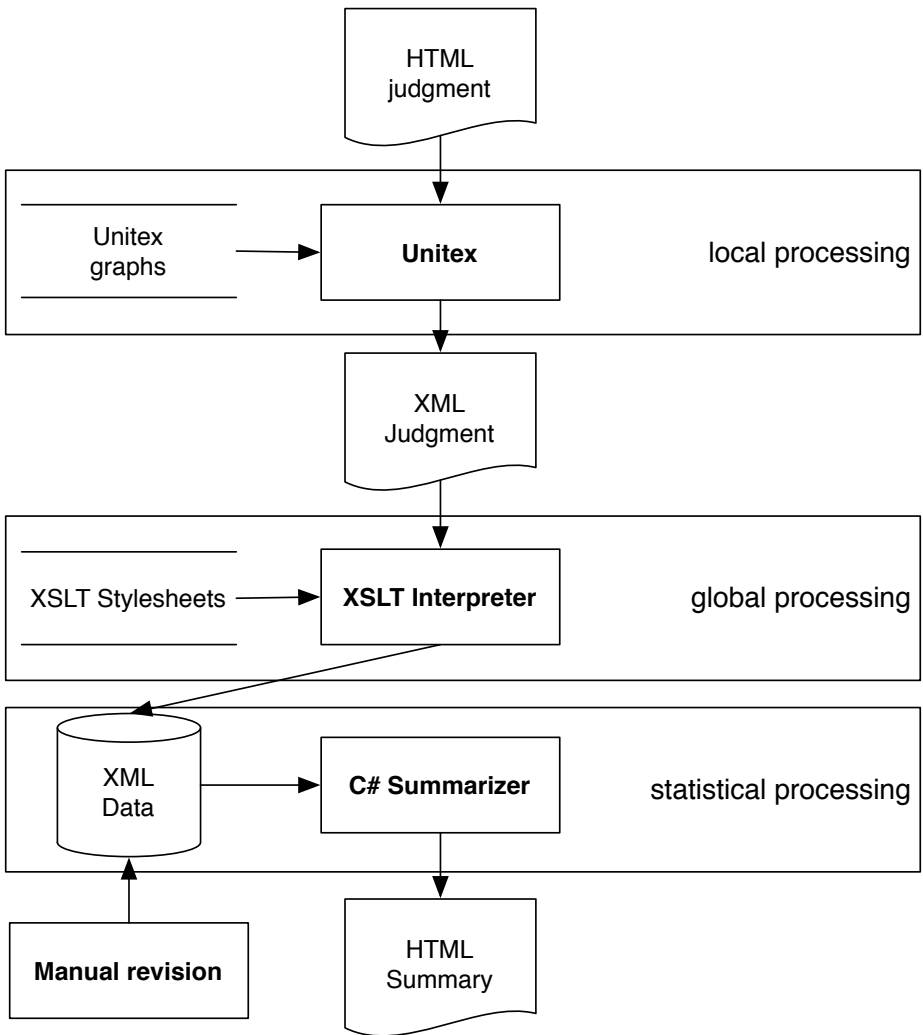 HTML
judgment
Unitex
graphs
Unitex
local processing
XML
Judgment
XSLT Stylesheets
XSLT Interpreter
global processing
XML
Data
C# Summarizer
statistical processing
Manual revision
HTML
Summary